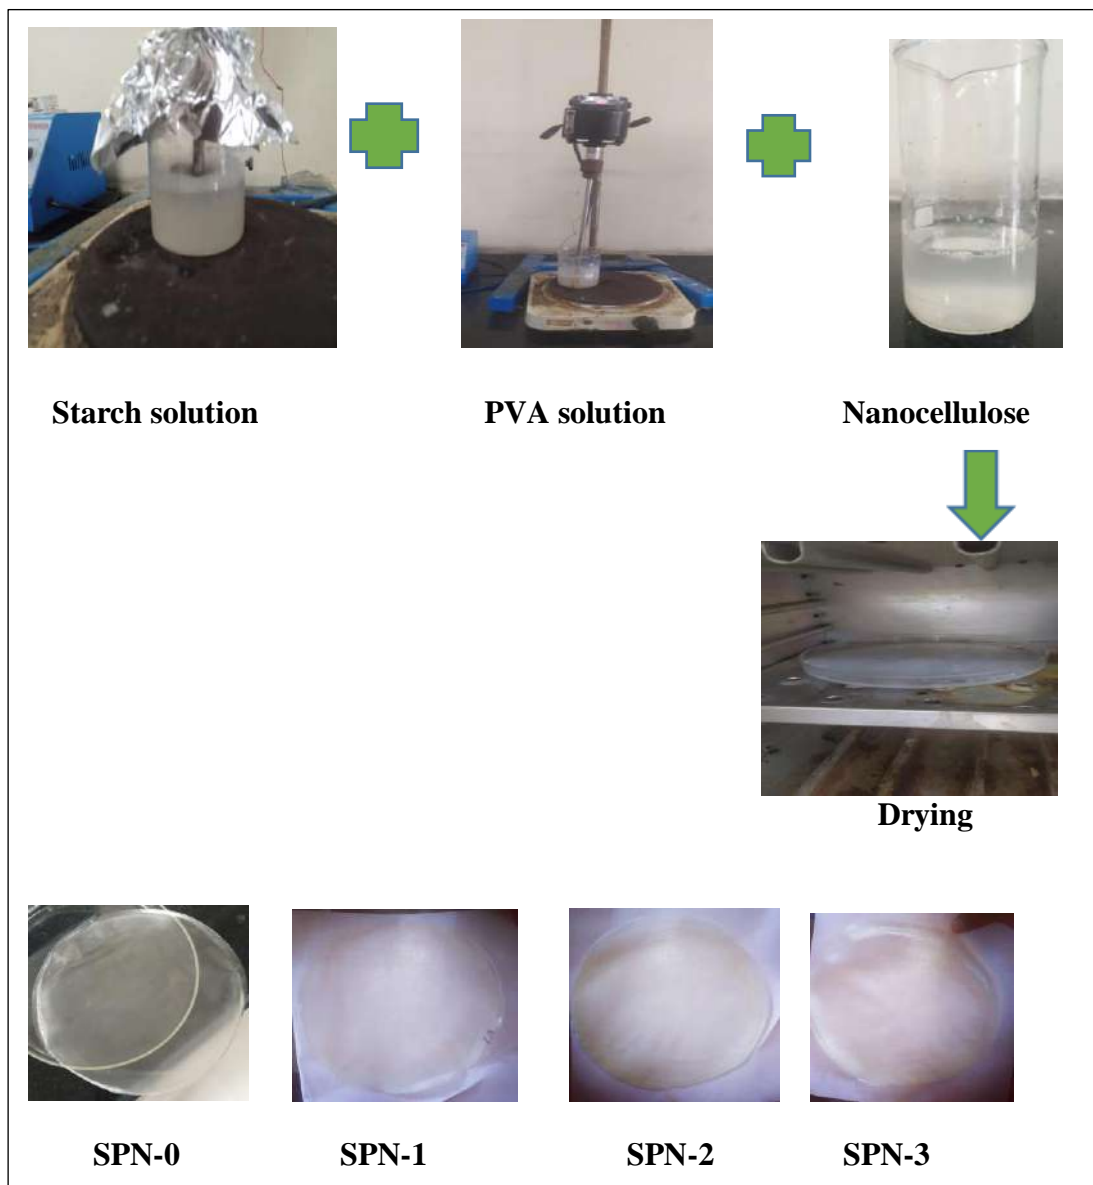 Starch solution
PVA solution
Nanocellulose
Drying
SPN-0
SPN-1
SPN-2
SPN-3